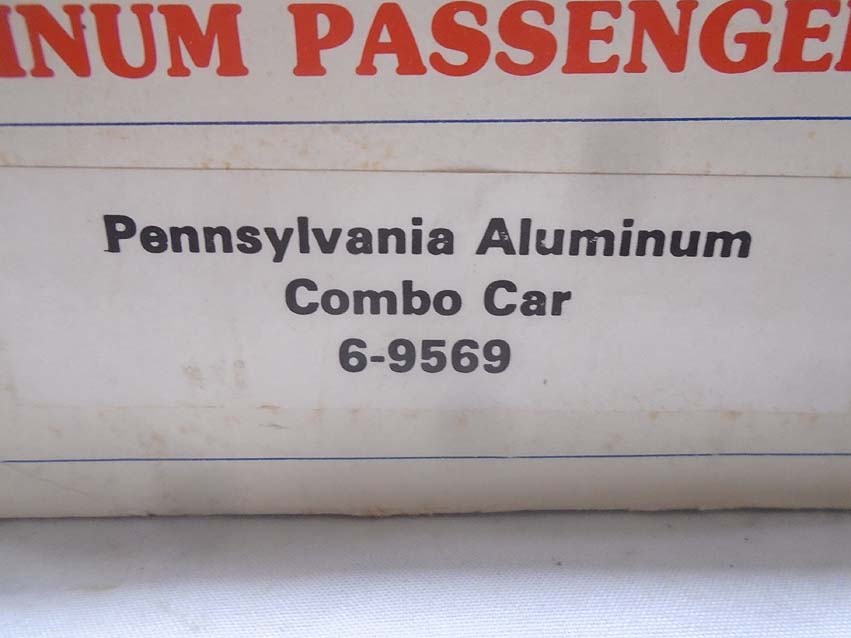 INUM PASSENGE
Pennsylvania Aluminum
Combo Car
6-9569